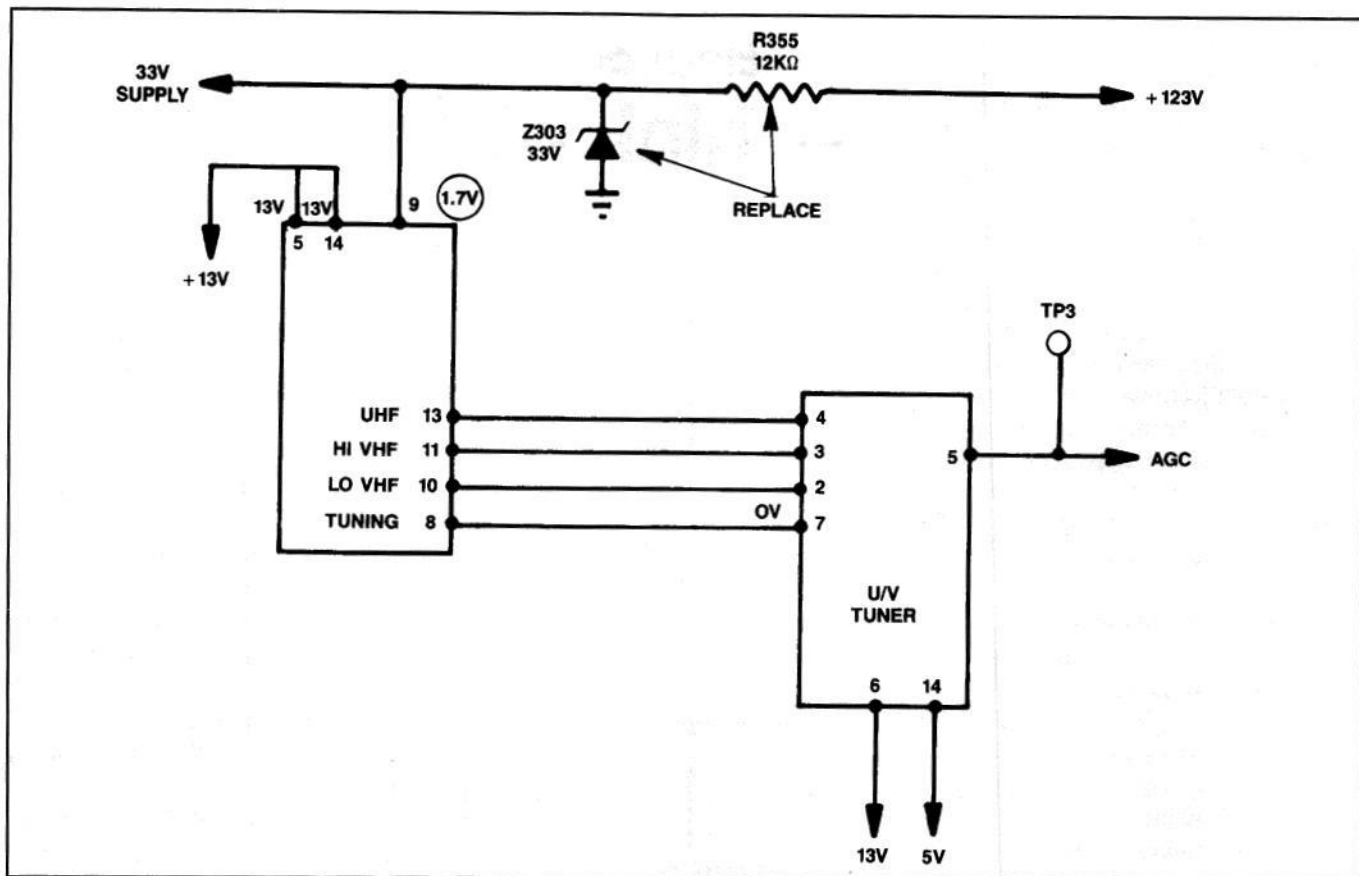 R355
12KΩ
33V
SUPPLY
+123V
Z303
33V
REPLACE
1.7V
13V 13V 9
5 14
+13V
TP3
UHF 13
HI VHF 11
LO VHF 10
TUNING 8
4
3
2
OV 7
5 AGC
U/V
TUNER
6 14
13V 5V